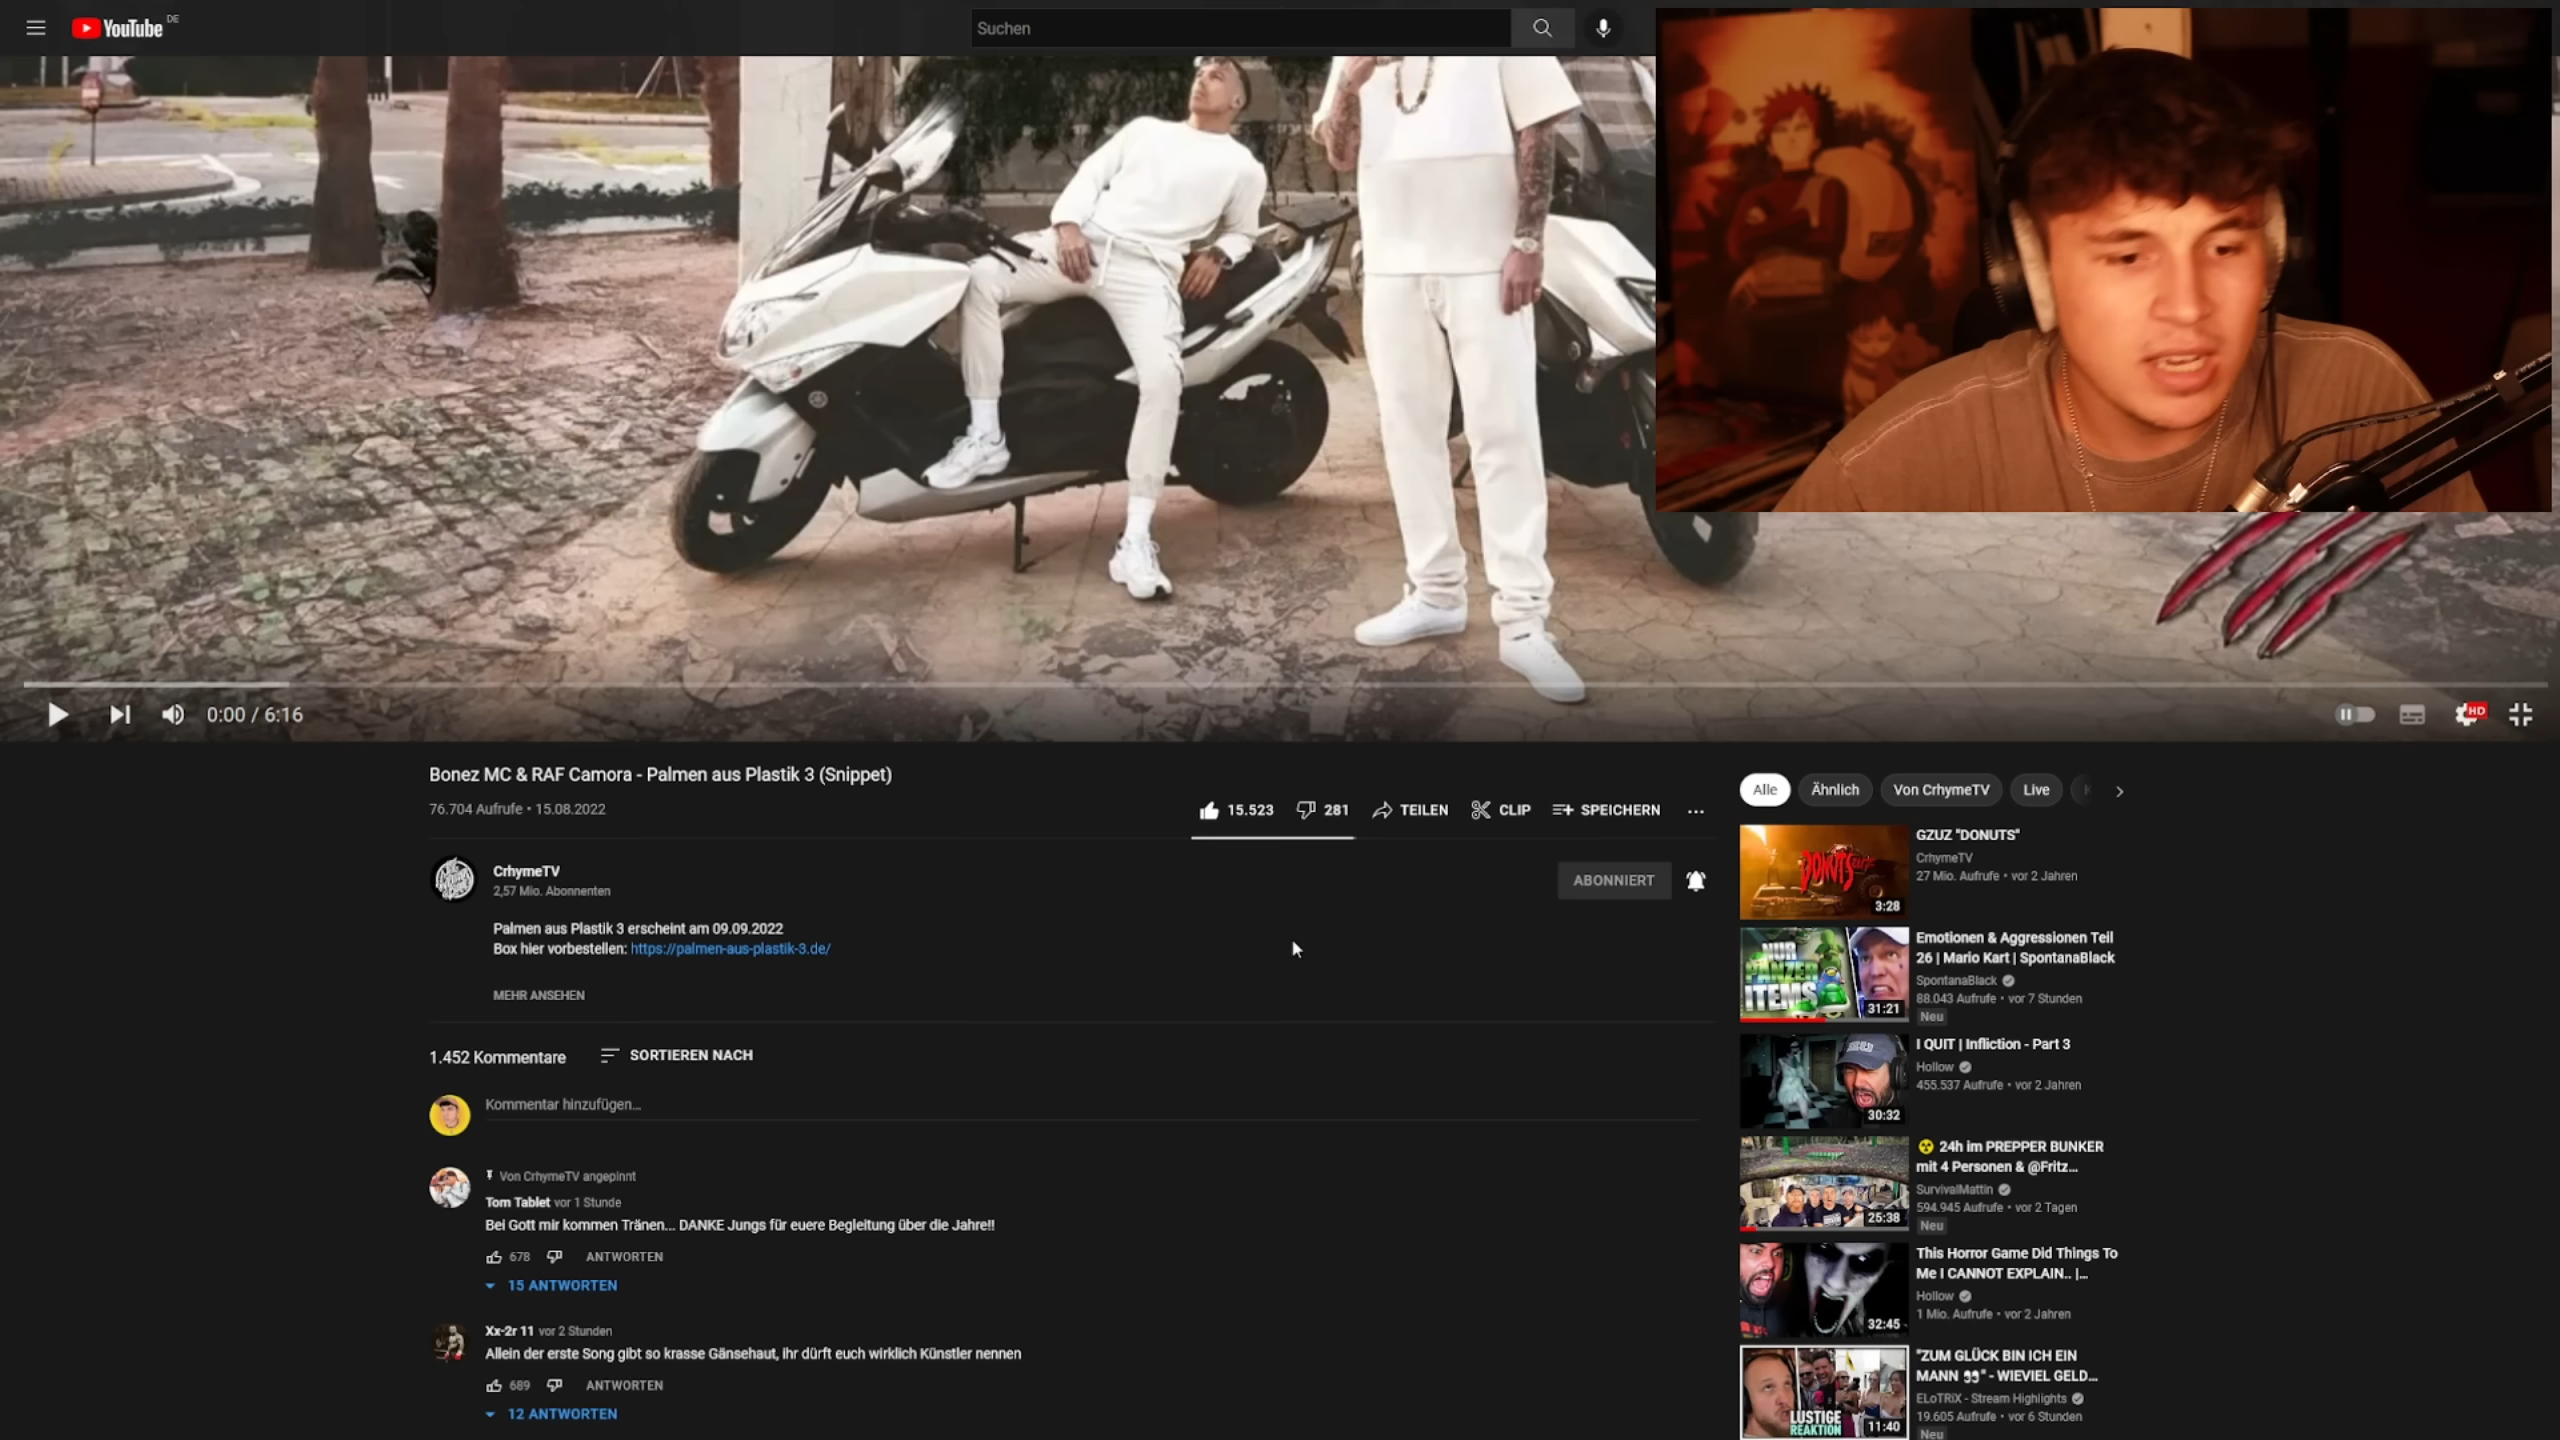 YouTube DE
Suchen
0:00 / 6:16
HD
Bonez MC & RAF Camora - Palmen aus Plastik 3 (Snippet)
76.704 Aufrufe • 15.08.2022
15.523
281
TEILEN
CLIP
SPEICHERN
CrhymeTV
2,57 Mio. Abonnenten
ABONNIERT
Palmen aus Plastik 3 erscheint am 09.09.2022
Box hier vorbestellen: https://palmen-aus-plastik-3.de/
MEHR ANSEHEN
1.452 Kommentare
SORTIEREN NACH
Kommentar hinzufügen...
Von CrhymeTV angepinnt
Tom Tablet vor 1 Stunde
Bei Gott mir kommen Tränen... DANKE Jungs für euere Begleitung über die Jahre!!
678
ANTWORTEN
15 ANTWORTEN
Xx-2r 11 vor 2 Stunden
Allein der erste Song gibt so krasse Gänsehaut, ihr dürft euch wirklich Künstler nennen
689
ANTWORTEN
12 ANTWORTEN
Alle
Ähnlich
Von CrhymeTV
Live
DONUTS
3:28
GZUZ "DONUTS"
CrhymeTV
27 Mio. Aufrufe • vor 2 Jahren
NUR
PANZER
ITEMS
31:21
Emotionen & Aggressionen Teil
26 | Mario Kart | SpontanaBlack
SpontanaBlack
88.043 Aufrufe • vor 7 Stunden
Neu
30:32
I QUIT | Infliction - Part 3
Hollow
455.537 Aufrufe • vor 2 Jahren
25:38
24h im PREPPER BUNKER
mit 4 Personen & @Fritz...
SurvivalMattin
594.945 Aufrufe • vor 2 Tagen
Neu
32:45
This Horror Game Did Things To
Me I CANNOT EXPLAIN.. |...
Hollow
1 Mio. Aufrufe • vor 2 Jahren
LUSTIGE
REAKTION
11:40
"ZUM GLÜCK BIN ICH EIN
MANN 👀" - WIEVIEL GELD...
ELoTRiX - Stream Highlights
19.605 Aufrufe • vor 6 Stunden
Neu